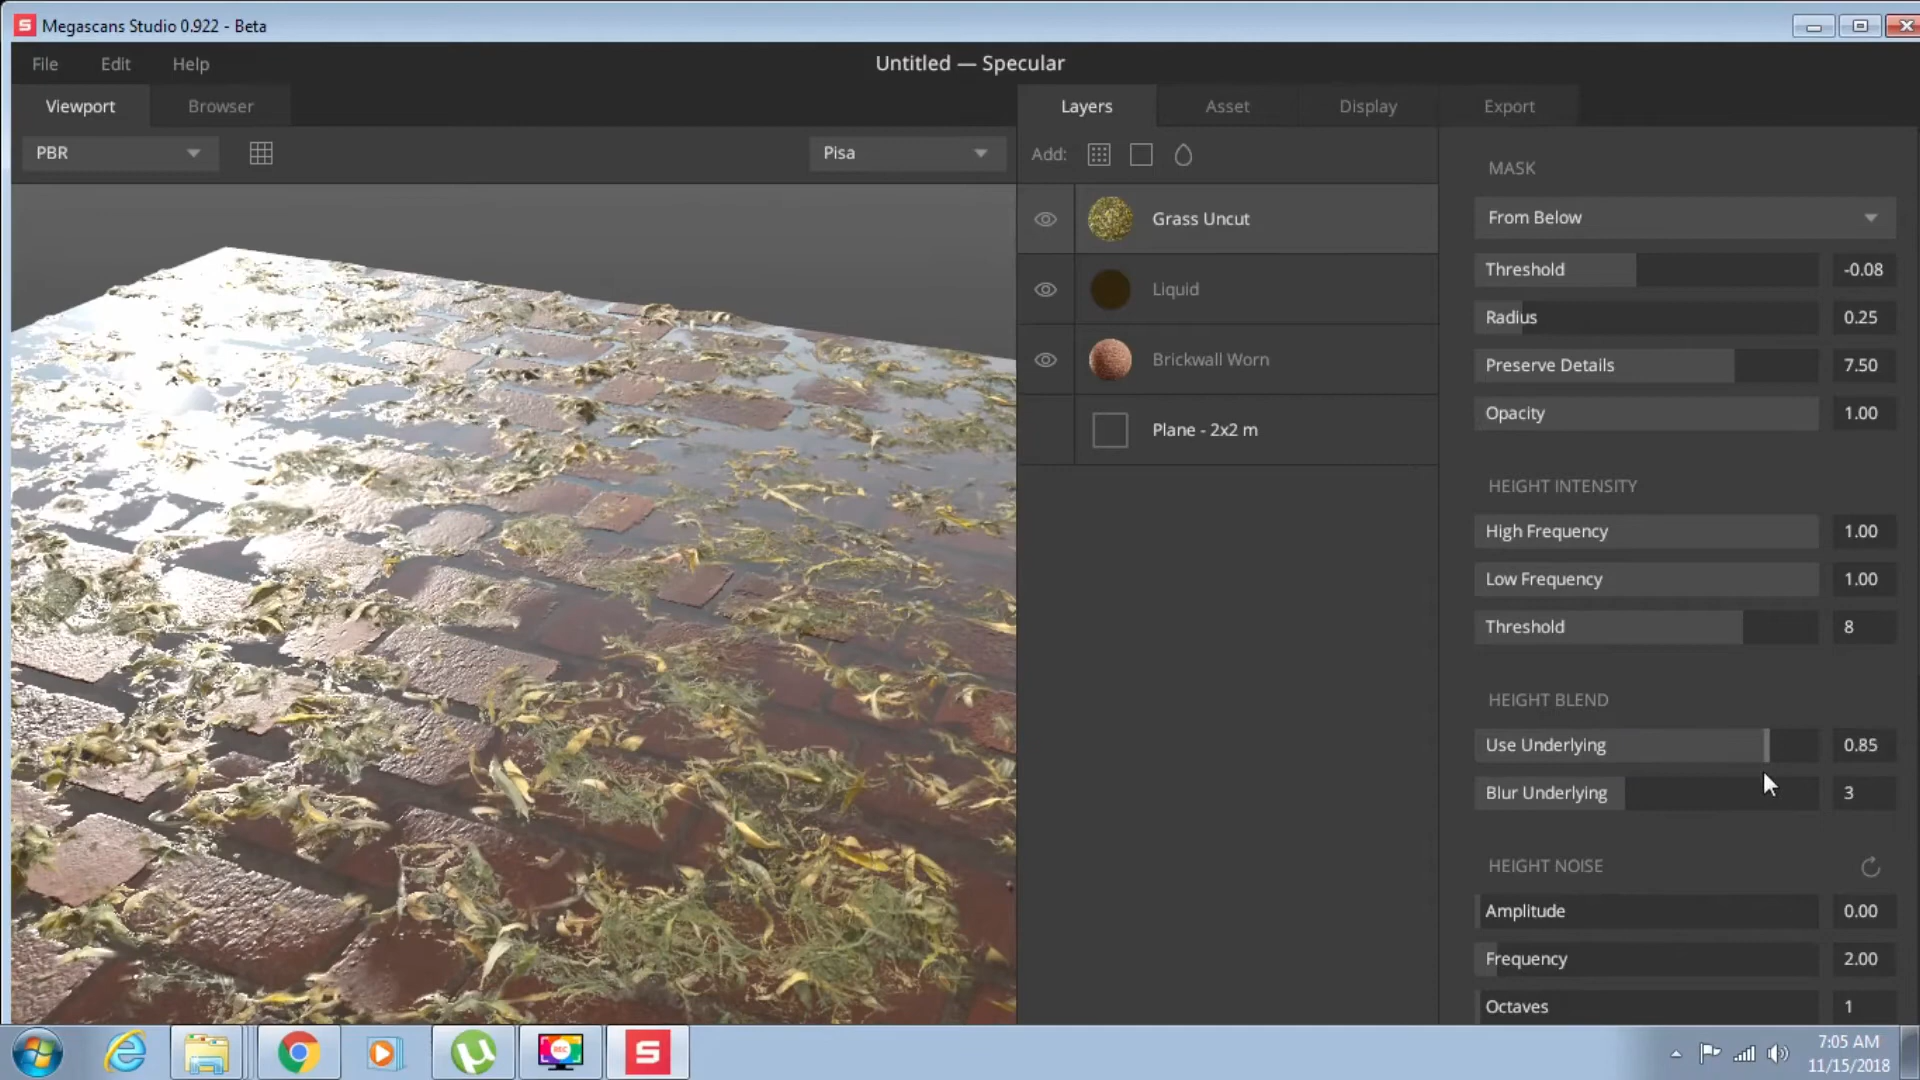 Megascans Studio 0.922 - Beta
File Edit Help
Untitled — Specular
Viewport Browser
Layers Asset Display Export
PBR
Pisa
Add:
Grass Uncut
Liquid
Brickwall Worn
Plane - 2x2 m
MASK
From Below
Threshold -0.08
Radius 0.25
Preserve Details 7.50
Opacity 1.00
HEIGHT INTENSITY
High Frequency 1.00
Low Frequency 1.00
Threshold 8
HEIGHT BLEND
Use Underlying 0.85
Blur Underlying 3
HEIGHT NOISE
Amplitude 0.00
Frequency 2.00
Octaves 1
REC
7:05 AM
11/15/2018